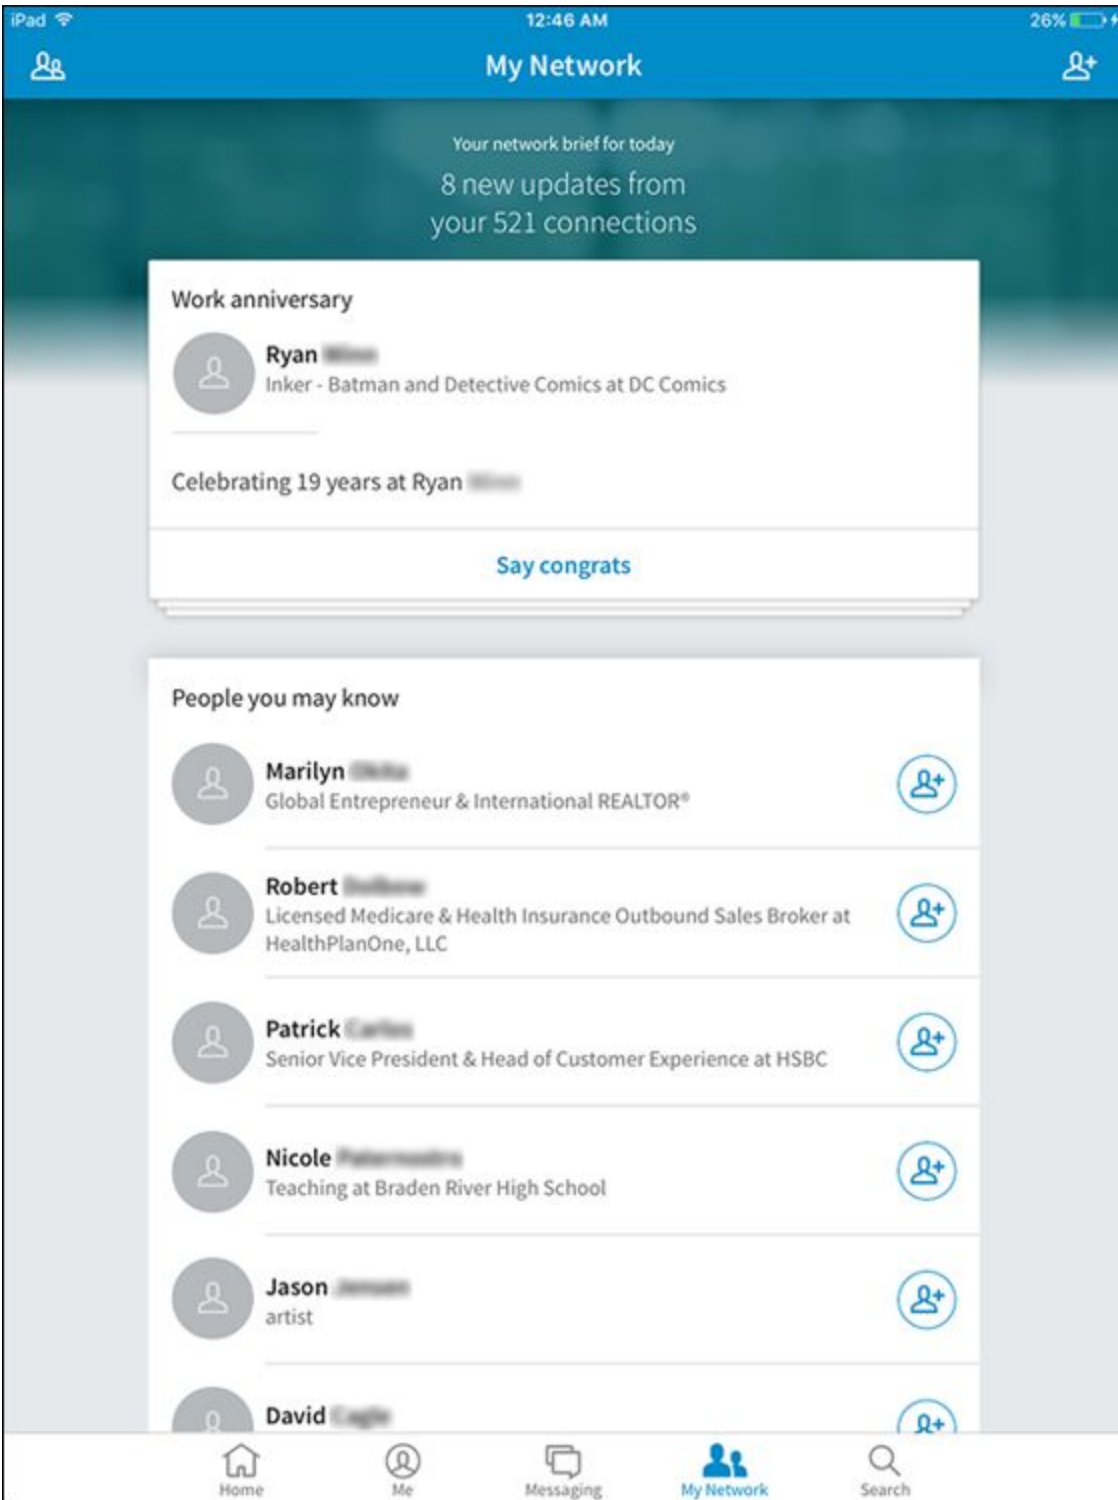 iPad 12:46 AM 26%
My Network
Your network brief for today
8 new updates from
your 521 connections
Work anniversary
Ryan
Inker - Batman and Detective Comics at DC Comics
Celebrating 19 years at Ryan
Say congrats
People you may know
Marilyn
Global Entrepreneur & International REALTOR®
Robert
Licensed Medicare & Health Insurance Outbound Sales Broker at
HealthPlanOne, LLC
Patrick
Senior Vice President & Head of Customer Experience at HSBC
Nicole
Teaching at Braden River High School
Jason
artist
David
Home Me Messaging My Network Search